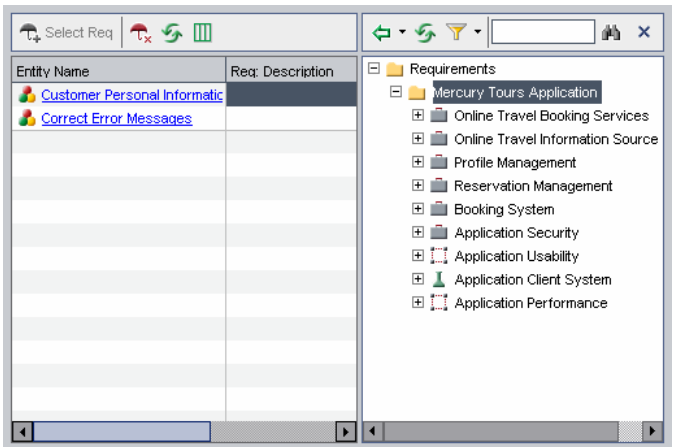 Select Req
Entity Name
Req: Description
Customer Personal Informatic
Correct Error Messages
Requirements
Mercury Tours Application
Online Travel Booking Services
Online Travel Information Source
Profile Management
Reservation Management
Booking System
Application Security
Application Usability
Application Client System
Application Performance